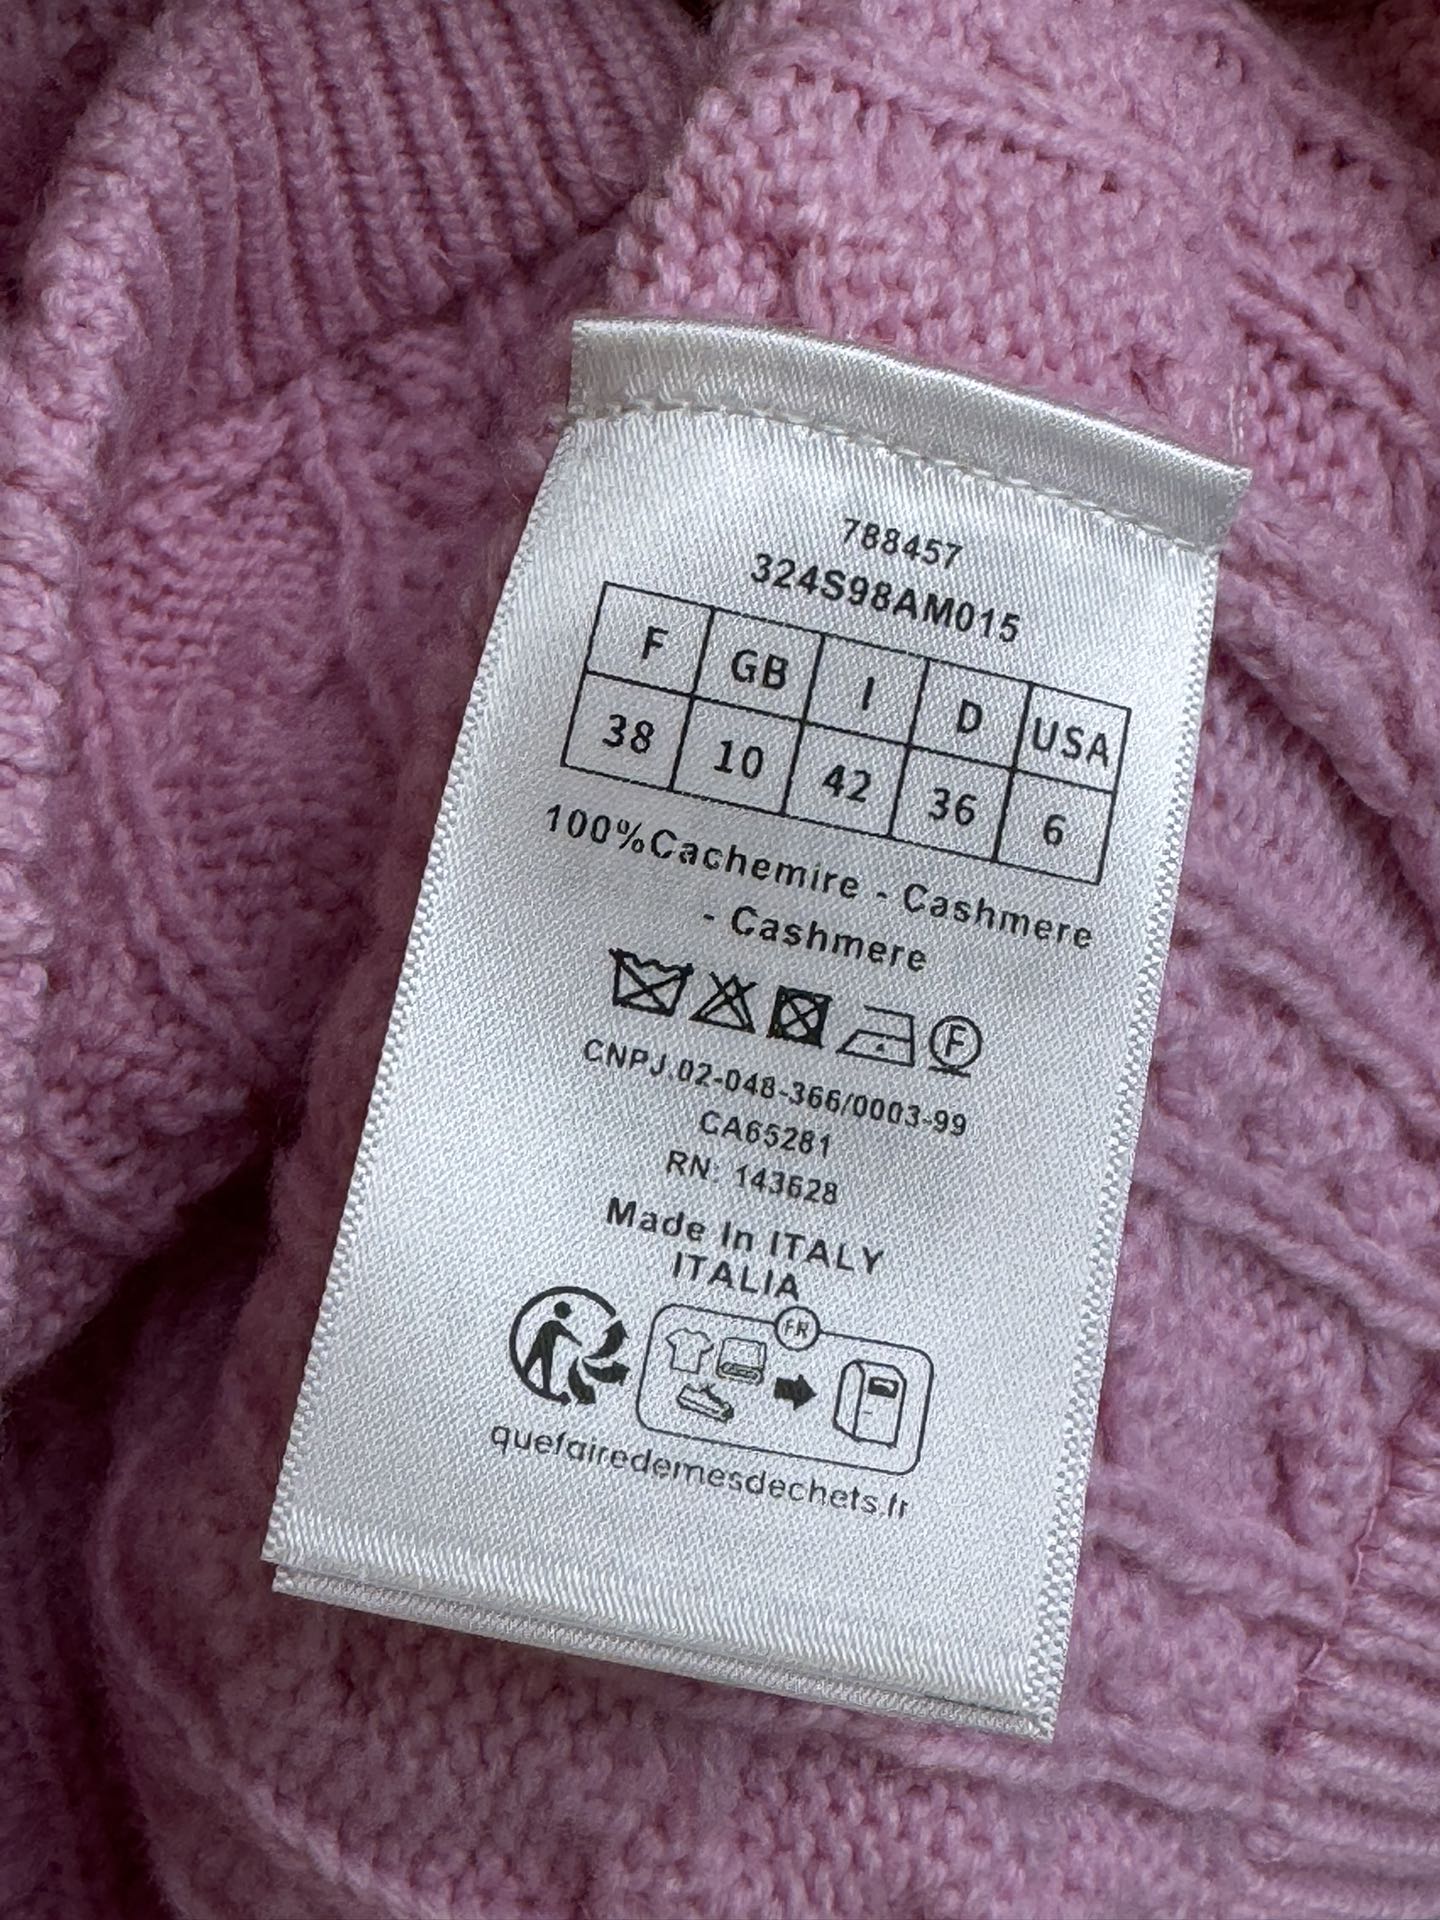 788457
324S98AM015
F GB I D USA
38 10 42 36 6
100%Cachemire - Cashmere
- Cashmere
F
CNPJ.02-048-366/0003-99
CA65281
RN: 143628
Made In ITALY
ITALIA
FR
quefairedemesdechets.fr